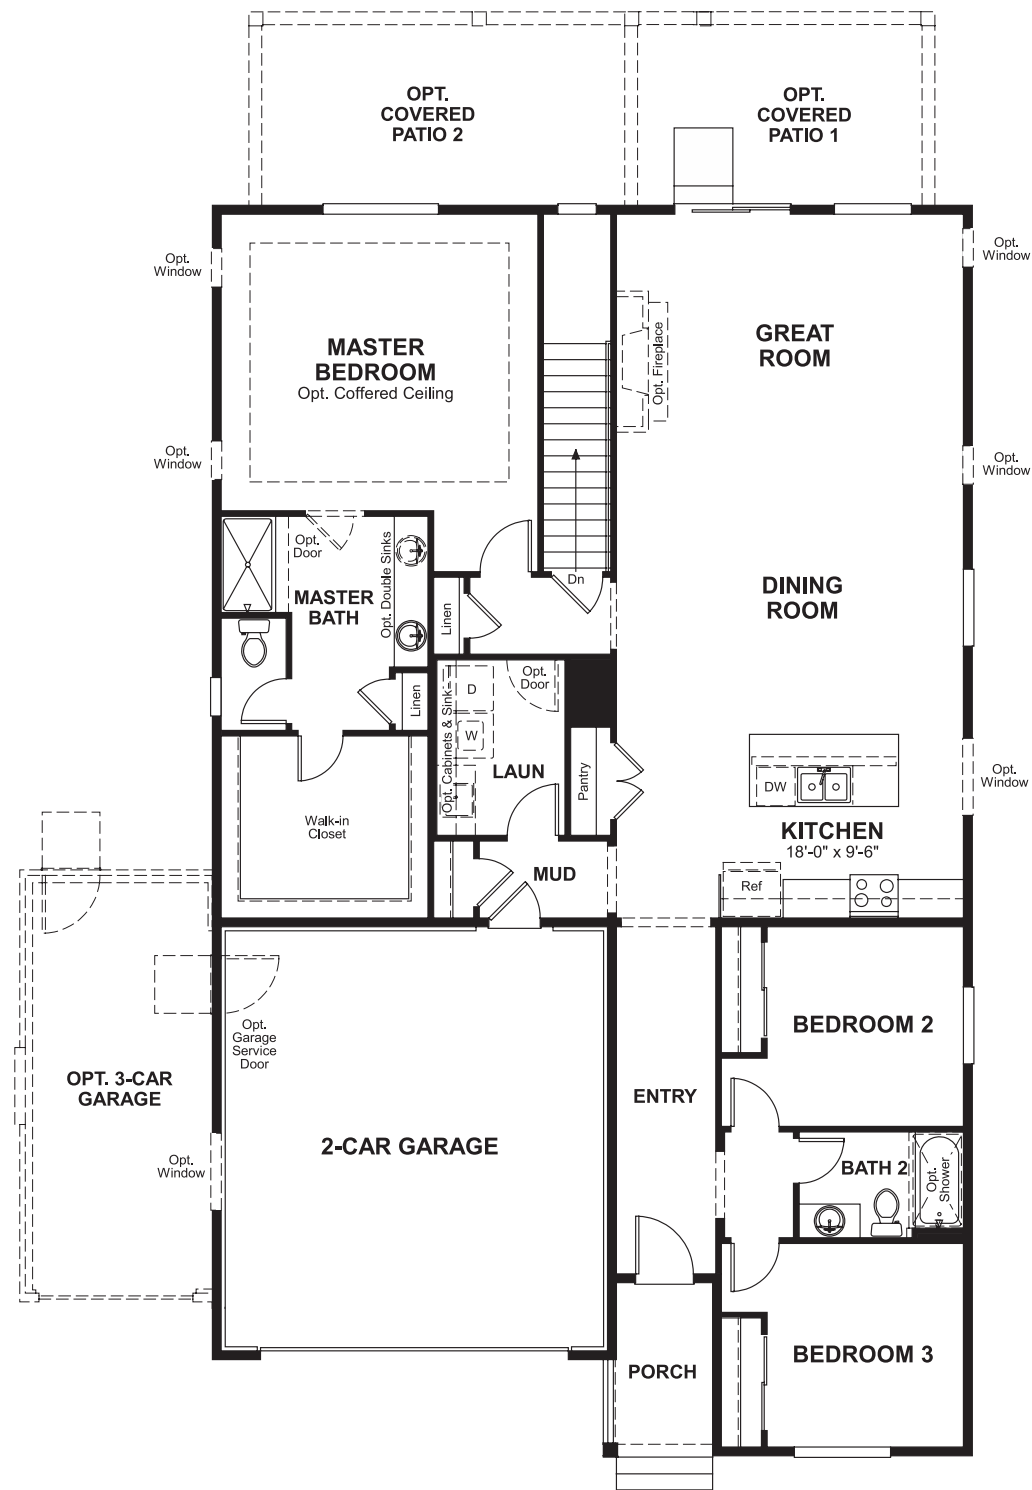 OPT.
COVERED
PATIO 2
OPT.
COVERED
PATIO 1
Opt.
Window
Opt.
Window
MASTER
BEDROOM
Opt. Coffered Ceiling
Opt. Fireplace
GREAT
ROOM
Opt.
Window
Opt.
Window
Opt.
Door
Opt. Double Sinks
MASTER
BATH
Linen
Dn
DINING
ROOM
Linen
Opt. Cabinets & Sink
D
W
Opt.
Door
LAUN
Pantry
DW
Opt.
Window
KITCHEN
18'-0" x 9'-6"
Walk-in
Closet
MUD
Ref
Opt.
Garage
Service
Door
OPT. 3-CAR
GARAGE
Opt.
Window
2-CAR GARAGE
ENTRY
BEDROOM 2
BATH 2
Opt.
Shower
PORCH
BEDROOM 3